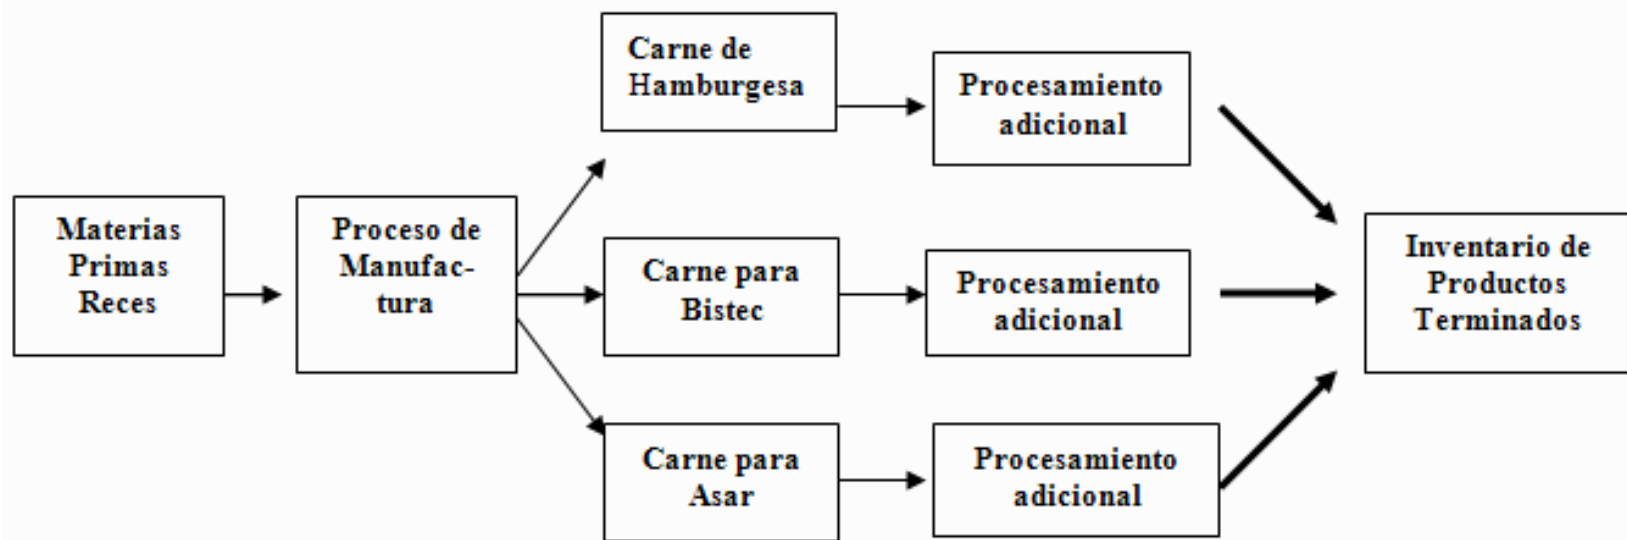 Materias
Primas
Reces
Proceso de
Manufac-
tura
Carne de
Hamburgesa
Procesamiento
adicional
Carne para
Bistec
Procesamiento
adicional
Carne para
Asar
Procesamiento
adicional
Inventario de
Productos
Terminados